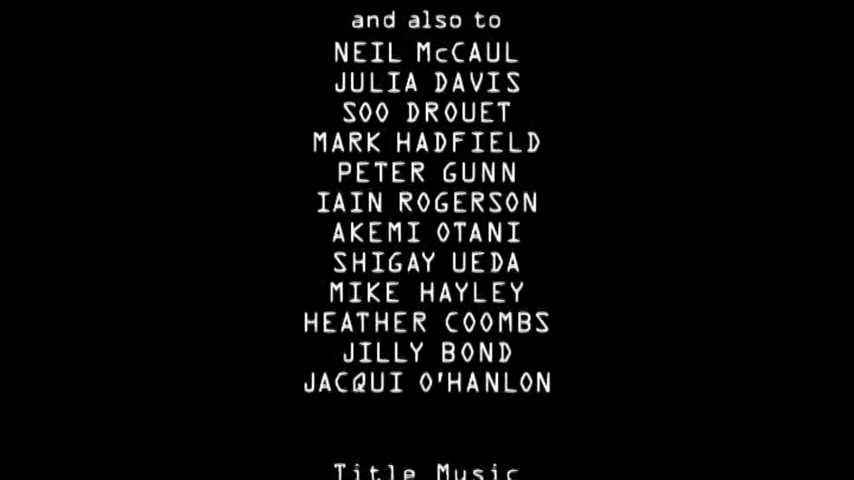 and also to
NEIL McCAUL
JULIA DAVIS
SOO DROUET
MARK HADFIELD
PETER GUNN
IAIN ROGERSON
AKEMI OTANI
SHIGAY UEDA
MIKE HAYLEY
HEATHER COOMBS
JILLY BOND
JACQUI O'HANLON
Title Music